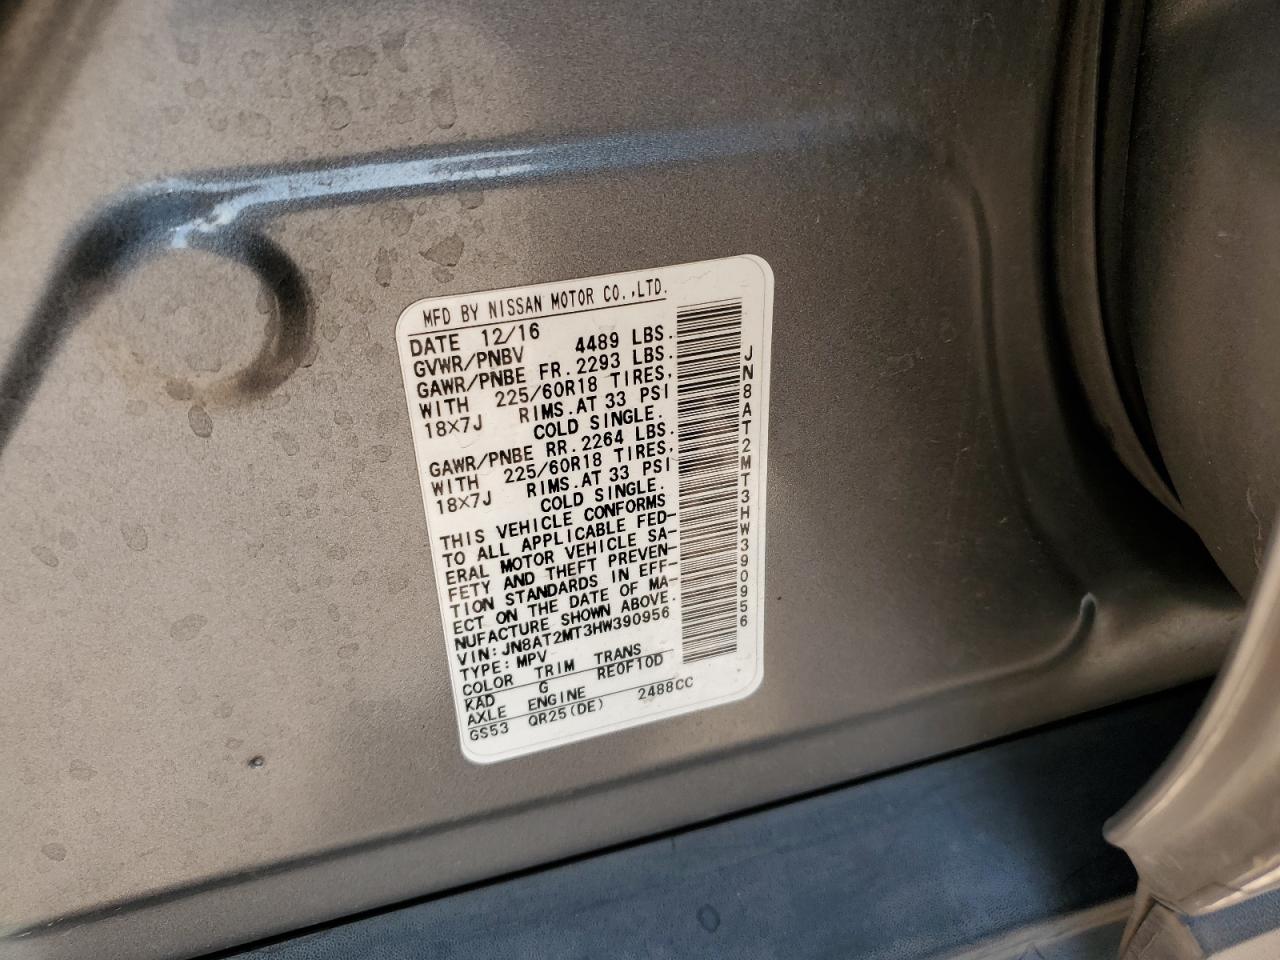 MFD BY NISSAN MOTOR CO.,LTD.
DATE 12/16
GVWR/PNBV 4489 LBS.
GAWR/PNBE FR.2293 LBS.
WITH 225/60R18 TIRES,
18×7J RIMS.AT 33 PSI
COLD SINGLE.
GAWR/PNBE RR.2264 LBS.
WITH 225/60R18 TIRES,
18×7J RIMS.AT 33 PSI
COLD SINGLE.
THIS VEHICLE CONFORMS
TO ALL APPLICABLE FED-
ERAL MOTOR VEHICLE SA-
FETY AND THEFT PREVEN-
TION STANDARDS IN EFF-
ECT ON THE DATE OF MA-
NUFACTURE SHOWN ABOVE.
VIN:JN8AT2MT3HW390956
TYPE:MPV
COLOR TRIM TRANS
KAD G RE0F10D
AXLE ENGINE
GS53 QR25(DE) 2488CC
JN8AT2MT3HW390956